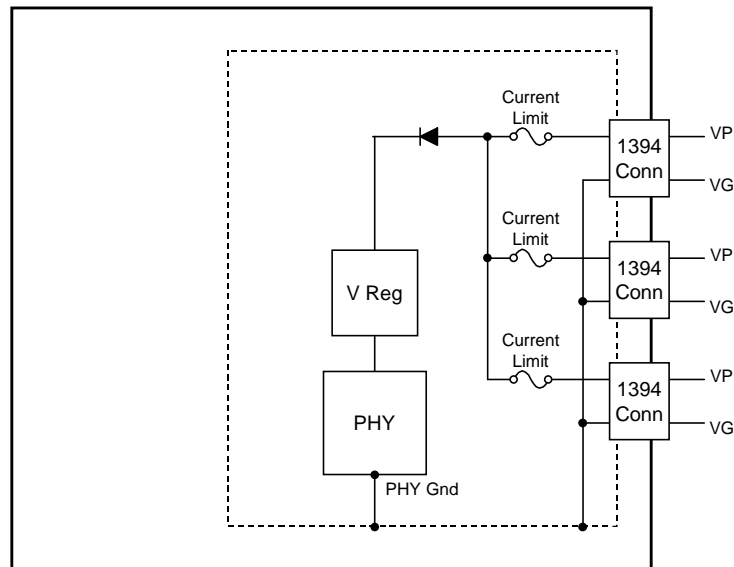 Current
Limit
1394
Conn
VP
VG
Current
Limit
1394
Conn
VP
VG
V Reg
Current
Limit
1394
Conn
VP
VG
PHY
PHY Gnd